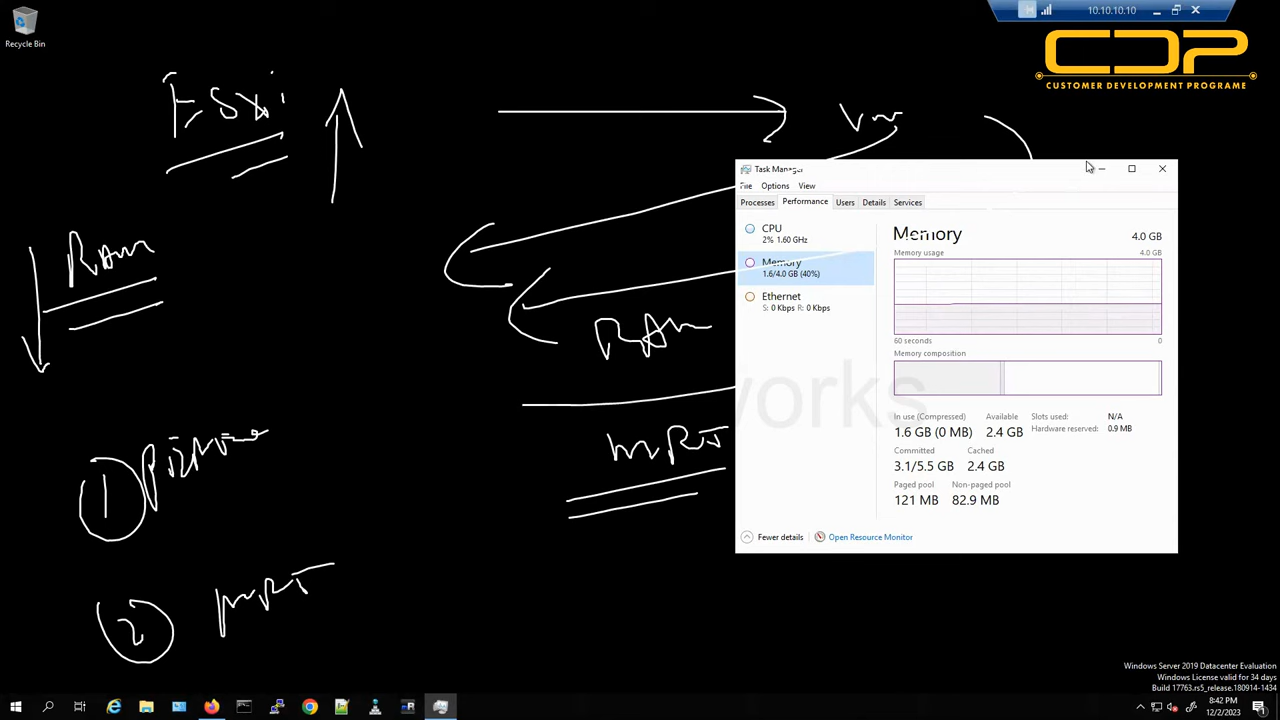 10.10.10.10
Recycle Bin
CDP
CUSTOMER DEVELOPMENT PROGRAME
ESxi
Vm
RAM
RAM
1
2
Task Manager
File Options View
Processes Performance Users Details Services
CPU
2% 1.60 GHz
Memory
1.6/4.0 GB (40%)
Ethernet
S: 0 Kbps R: 0 Kbps
Memory 4.0 GB
Memory usage 4.0 GB
60 seconds 0
Memory composition
In use (Compressed) Available Slots used: N/A
1.6 GB (0 MB) 2.4 GB Hardware reserved: 0.9 MB
Committed Cached
3.1/5.5 GB 2.4 GB
Paged pool Non-paged pool
121 MB 82.9 MB
Fewer details Open Resource Monitor
works
Windows Server 2019 Datacenter Evaluation
Windows License valid for 34 days
Build 17763.rs5_release.180914-1434
8:42 PM
12/2/2023